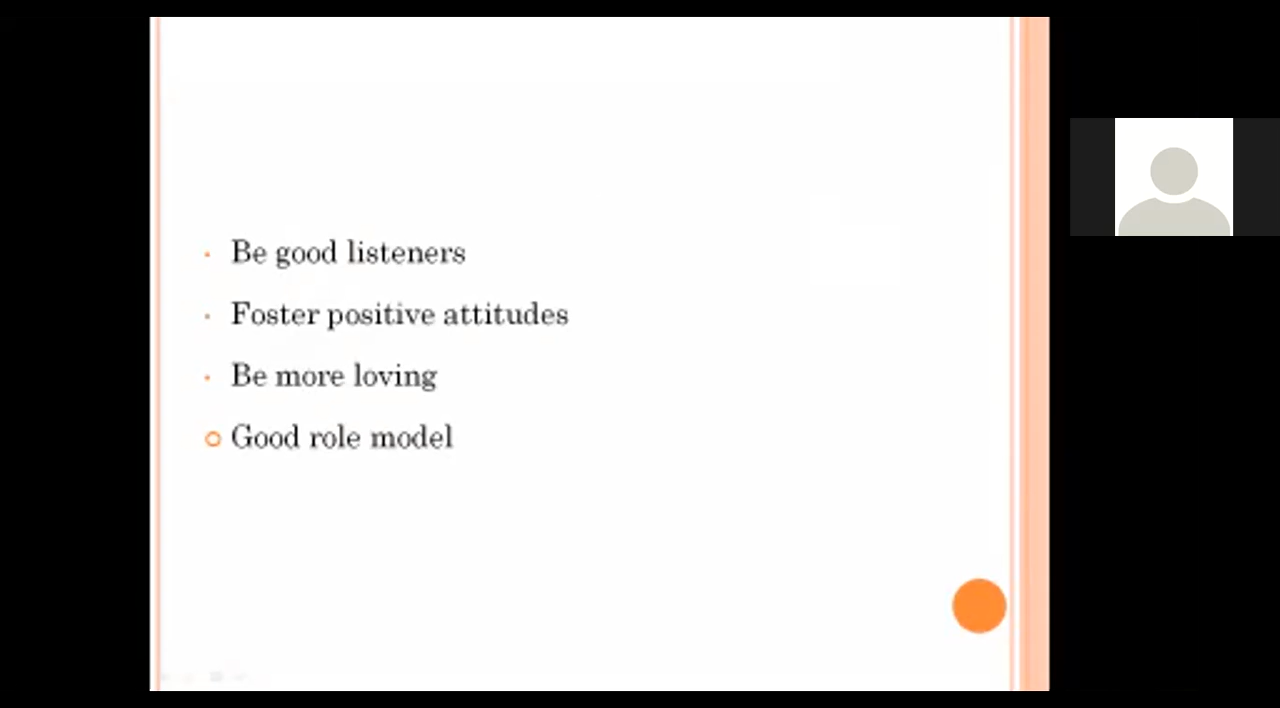 Be good listeners
Foster positive attitudes
Be more loving
Good role model